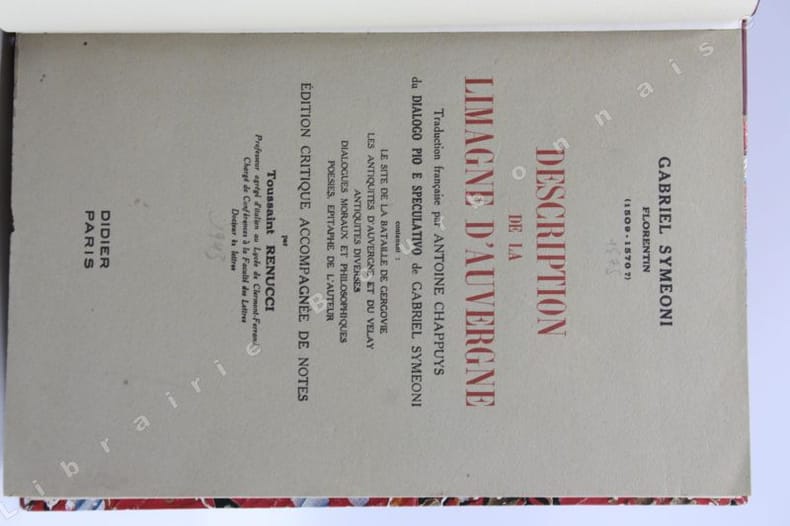 GABRIEL SYMEONI
FLORENTIN
(1509-1570?)
DESCRIPTION
DE LA
LIMAGNE D'AUVERGNE
Traduction française par ANTOINE CHAPPUYS
du DIALOGO PIO E SPECULATIVO de GABRIEL SYMEONI
contenant :
LE SITE DE LA BATAILLE DE GERGOVIE
LES ANTIQUITÉS D'AUVERGNE ET DU VELAY
ANTIQUITÉS DIVERSES
DIALOGUES MORAUX ET PHILOSOPHIQUES
POÉSIES, ÉPITAPHE DE L'AUTEUR
ÉDITION CRITIQUE ACCOMPAGNÉE DE NOTES
par
Toussaint RENUCCI
Professeur agrégé d'italien au Lycée de Clermont-Ferrand
Chargé de Conférences à la Faculté des Lettres
Docteur ès lettres
1943
DIDIER
PARIS
Librairie Bonnais